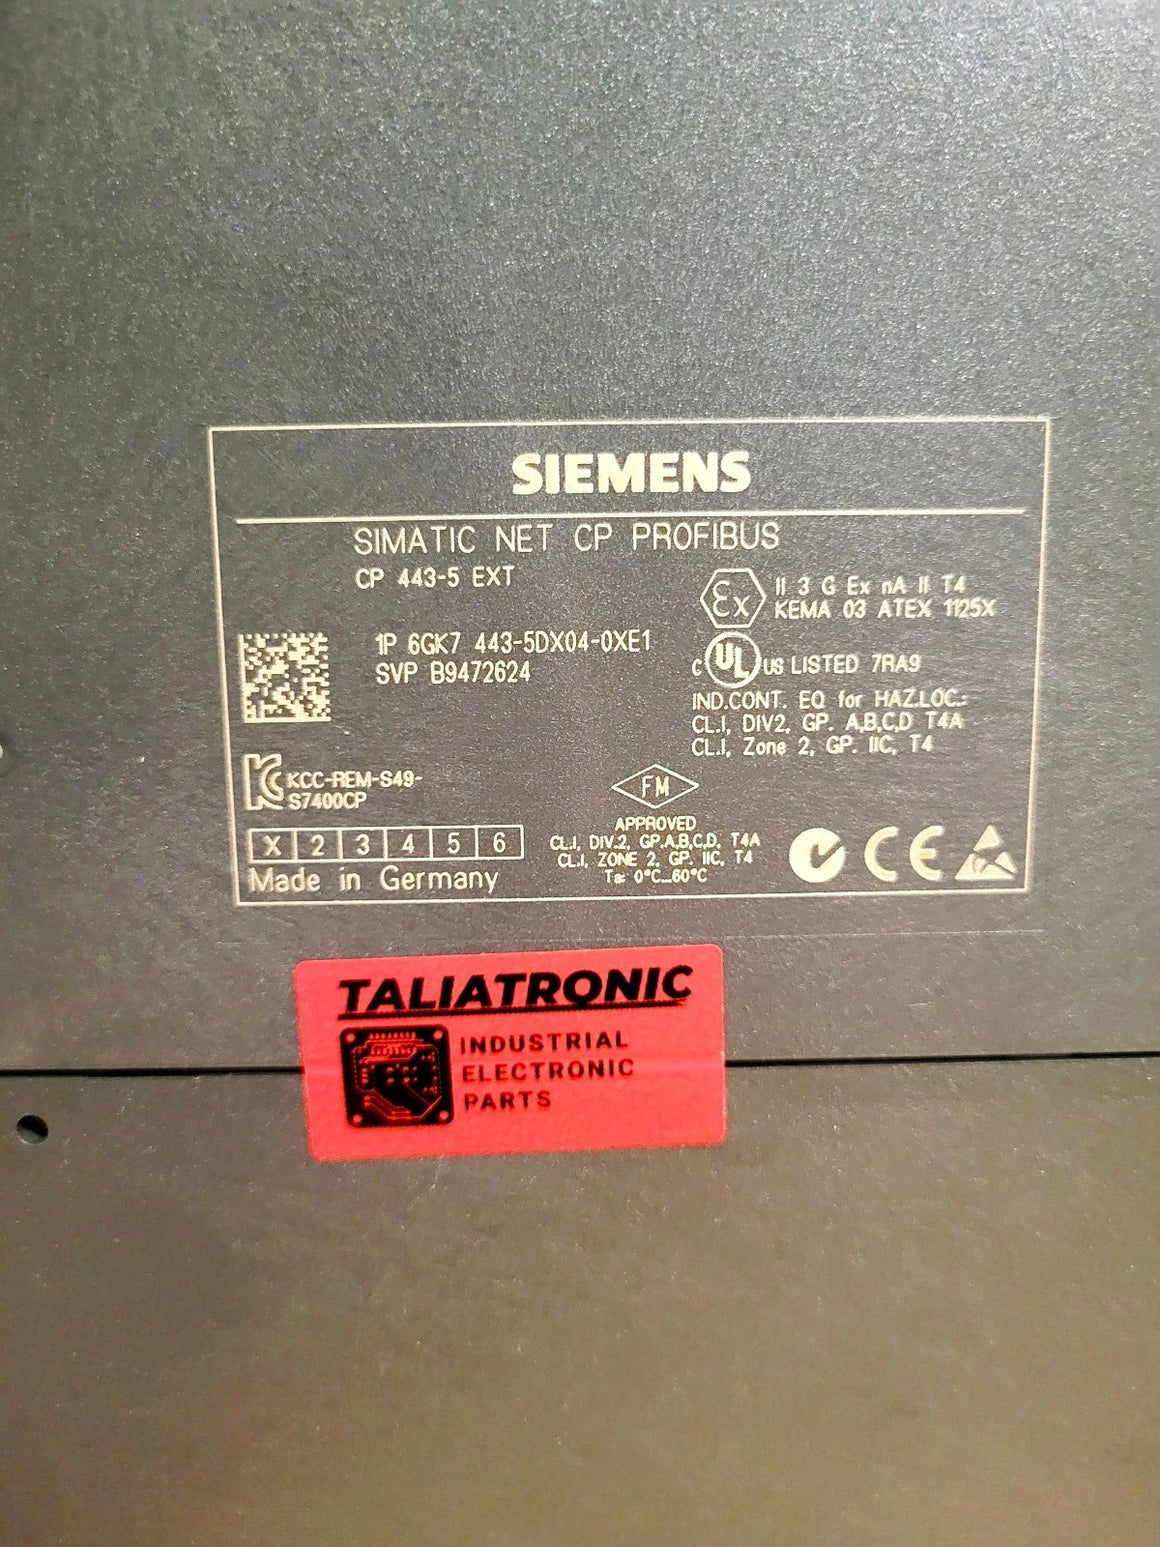 SIEMENS
SIMATIC NET CP PROFIBUS
CP 443-5 EXT
1P 6GK7 443-5DX04-0XE1
SVP B9472624
Ex II 3 G Ex nA II T4
KEMA 03 ATEX 1125X
C UL US LISTED 7RA9
IND.CONT. EQ for HAZ.LOC.:
CL.I, DIV2, GP. A,B,C,D T4A
CL.I, Zone 2, GP. IIC, T4
KCC-REM-S49-
S7400CP
X 2 3 4 5 6
Made in Germany
FM
APPROVED
CL.I, DIV.2, GP.A,B,C,D, T4A
CL.I, ZONE 2, GP. IIC, T4
Ta: 0°C...60°C
CE
TALIATRONIC
INDUSTRIAL
ELECTRONIC
PARTS